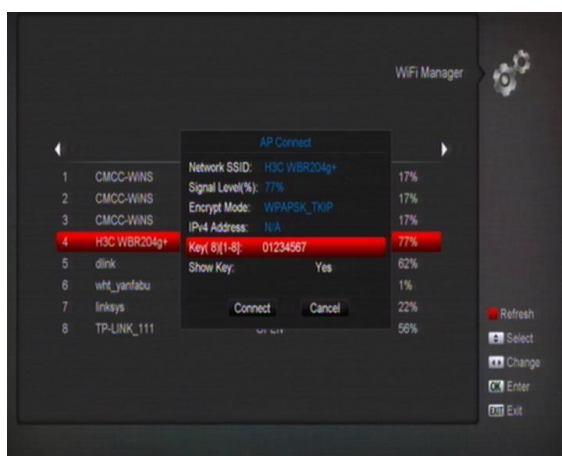 WiFi Manager
AP Connect
Network SSID: H3C WBR204g+
Signal Level(%): 77%
Encrypt Mode: WPAPSK_TKIP
IPv4 Address: N/A
Key( 8)[1-8]: 01234567
Show Key: Yes
Connect Cancel
1 CMCC-WiNS 17%
2 CMCC-WiNS 17%
3 CMCC-WiNS 17%
4 H3C WBR204g+ 77%
5 dlink 62%
6 wht_yanfabu 1%
7 linksys 22%
8 TP-LINK_111 56%
Refresh
Select
Change
OK Enter
EXIT Exit